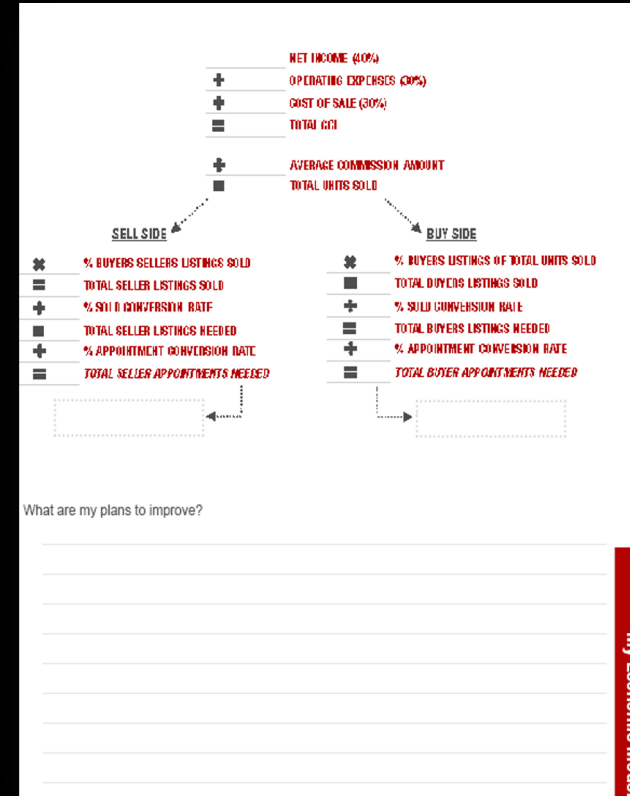 NET INCOME (40%)
+ OPERATING EXPENSES (30%)
+ COST OF SALE (30%)
= TOTAL GCI
+ AVERAGE COMMISSION AMOUNT
TOTAL UNITS SOLD
SELL SIDE
✖ % BUYERS SELLERS LISTINGS SOLD
= TOTAL SELLER LISTINGS SOLD
+ % SOLD CONVERSION RATE
TOTAL SELLER LISTINGS NEEDED
+ % APPOINTMENT CONVERSION RATE
= TOTAL SELLER APPOINTMENTS NEEDED
BUY SIDE
✖ % BUYERS LISTINGS OF TOTAL UNITS SOLD
TOTAL BUYERS LISTINGS SOLD
+ % SOLD CONVERSION RATE
= TOTAL BUYERS LISTINGS NEEDED
+ % APPOINTMENT CONVERSION RATE
= TOTAL BUYER APPOINTMENTS NEEDED
What are my plans to improve?
My Economic Model